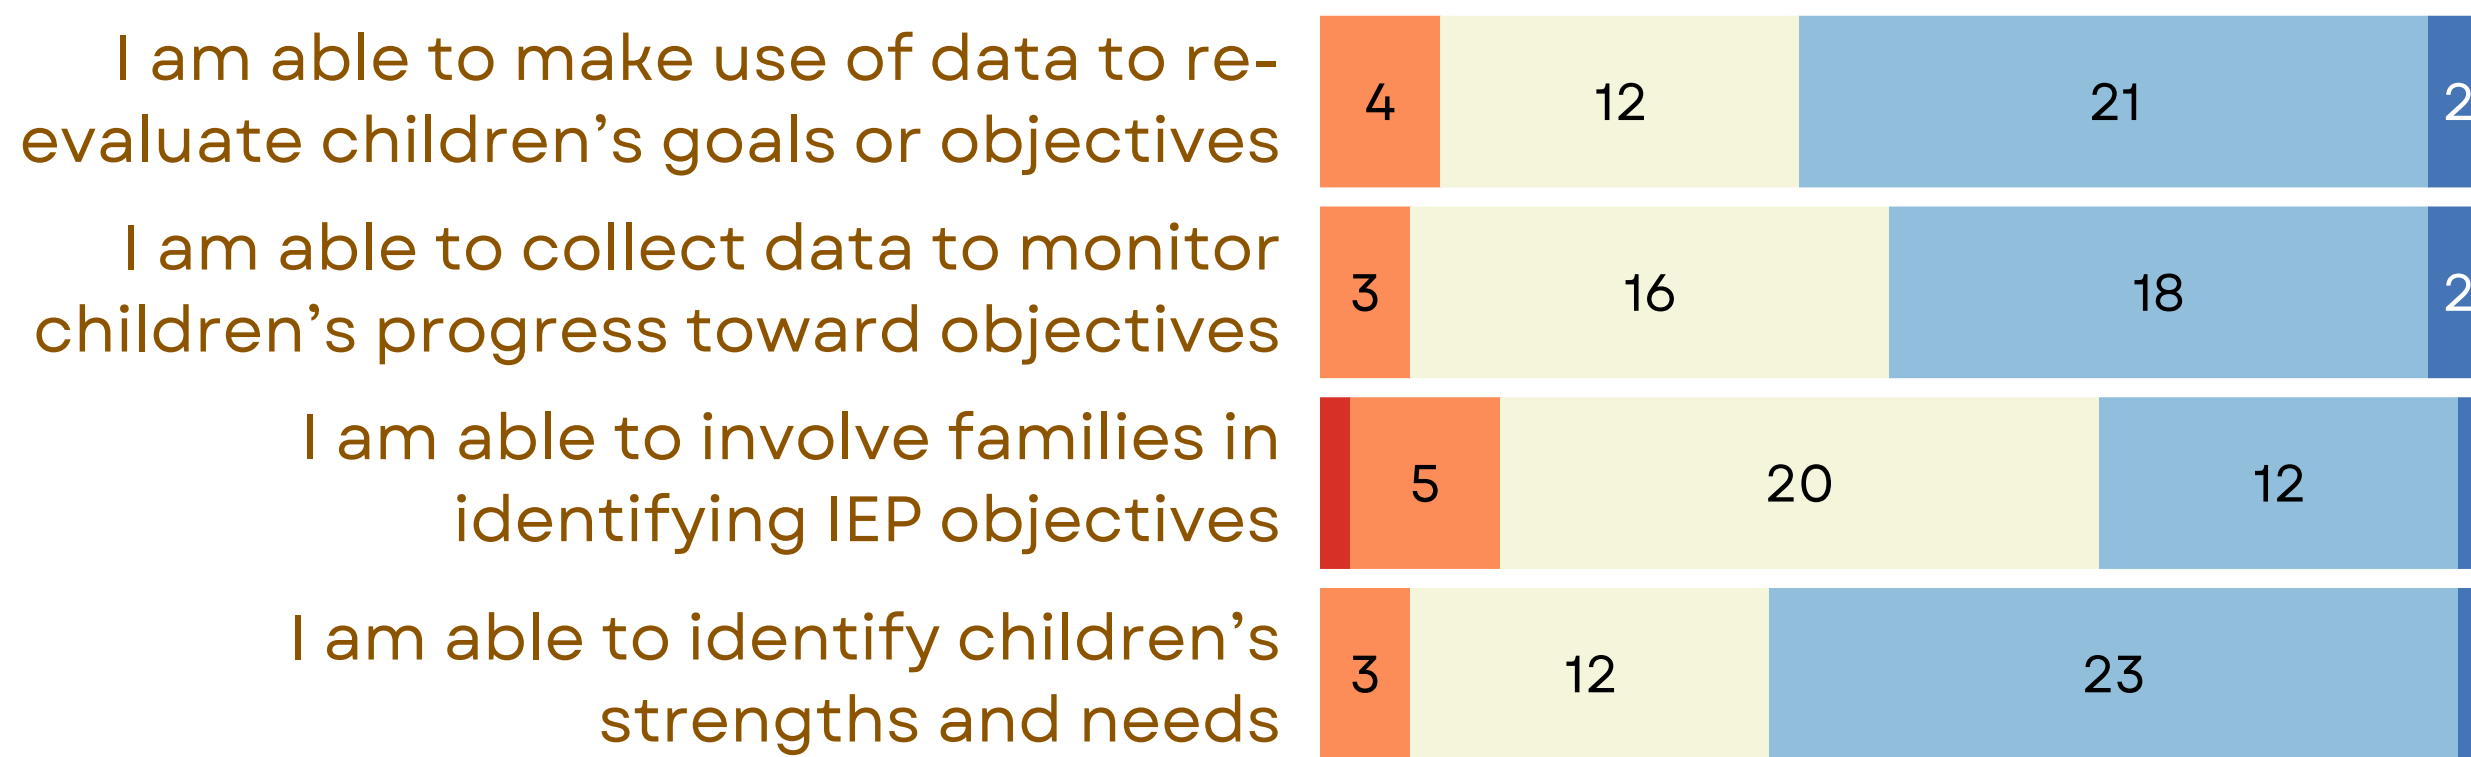 I am able to make use of data to re-
evaluate children’s goals or objectives
4 12 21 2
I am able to collect data to monitor
children’s progress toward objectives
3 16 18 2
I am able to involve families in
identifying IEP objectives
5 20 12
I am able to identify children’s
strengths and needs
3 12 23